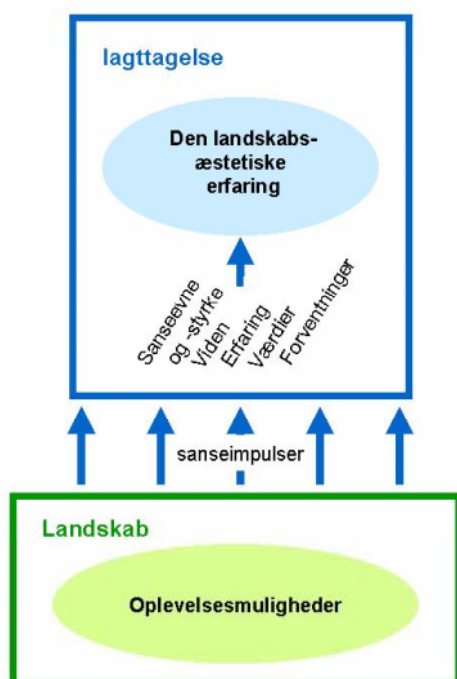 Iagttagelse
Den landskabs-
æstetiske
erfaring
Sanseevne
og -styrke
Viden
Erfaring
Værdier
Forventninger
sanseimpulser
Landskab
Oplevelsesmuligheder